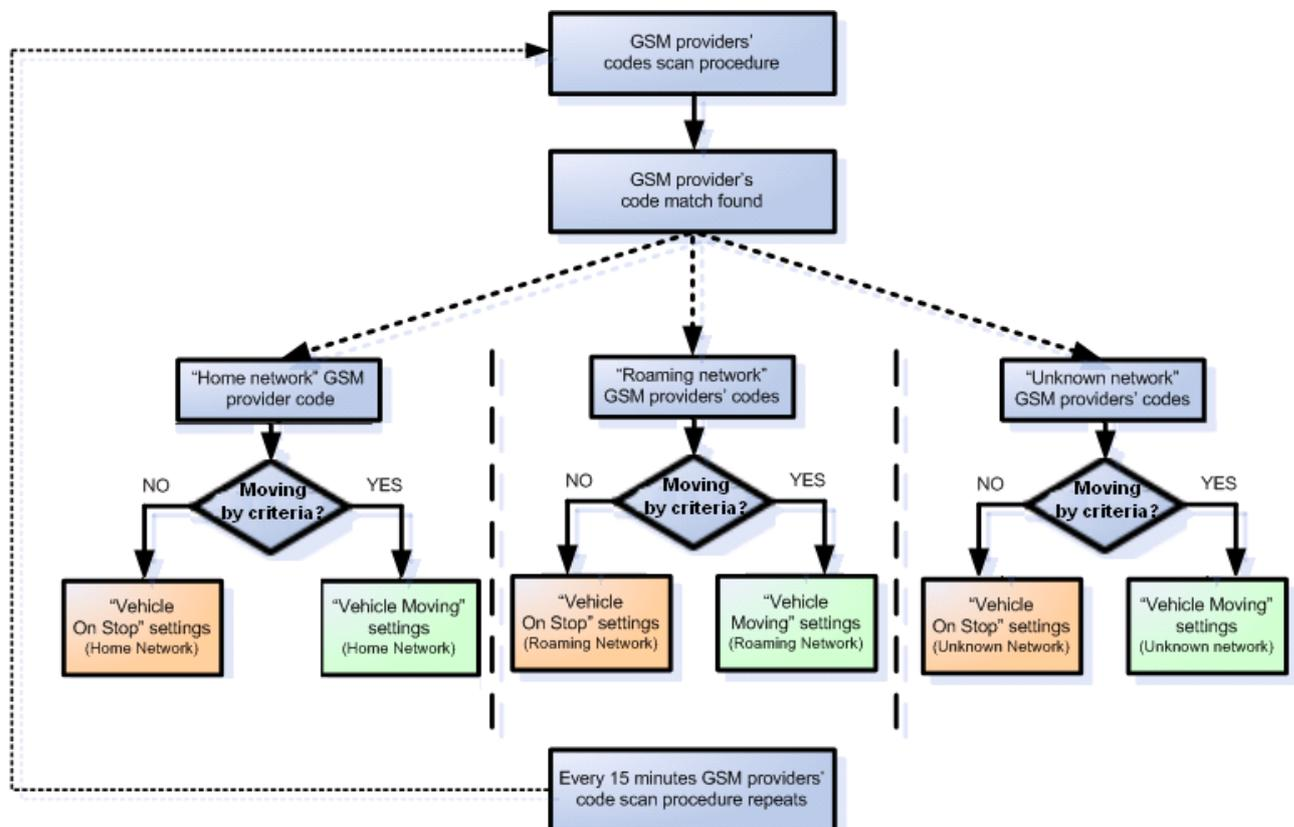 GSM providers'
codes scan procedure
GSM provider's
code match found
“Home network” GSM
provider code
“Roaming network”
GSM providers' codes
“Unknown network”
GSM providers' codes
NO
Moving
by criteria?
YES
NO
Moving
by criteria?
YES
NO
Moving
by criteria?
YES
“Vehicle
On Stop” settings
(Home Network)
“Vehicle Moving”
settings
(Home Network)
“Vehicle
On Stop” settings
(Roaming Network)
“Vehicle
Moving” settings
(Roaming Network)
“Vehicle
On Stop” settings
(Unknown Network)
“Vehicle Moving”
settings
(Unknown network)
Every 15 minutes GSM providers'
code scan procedure repeats